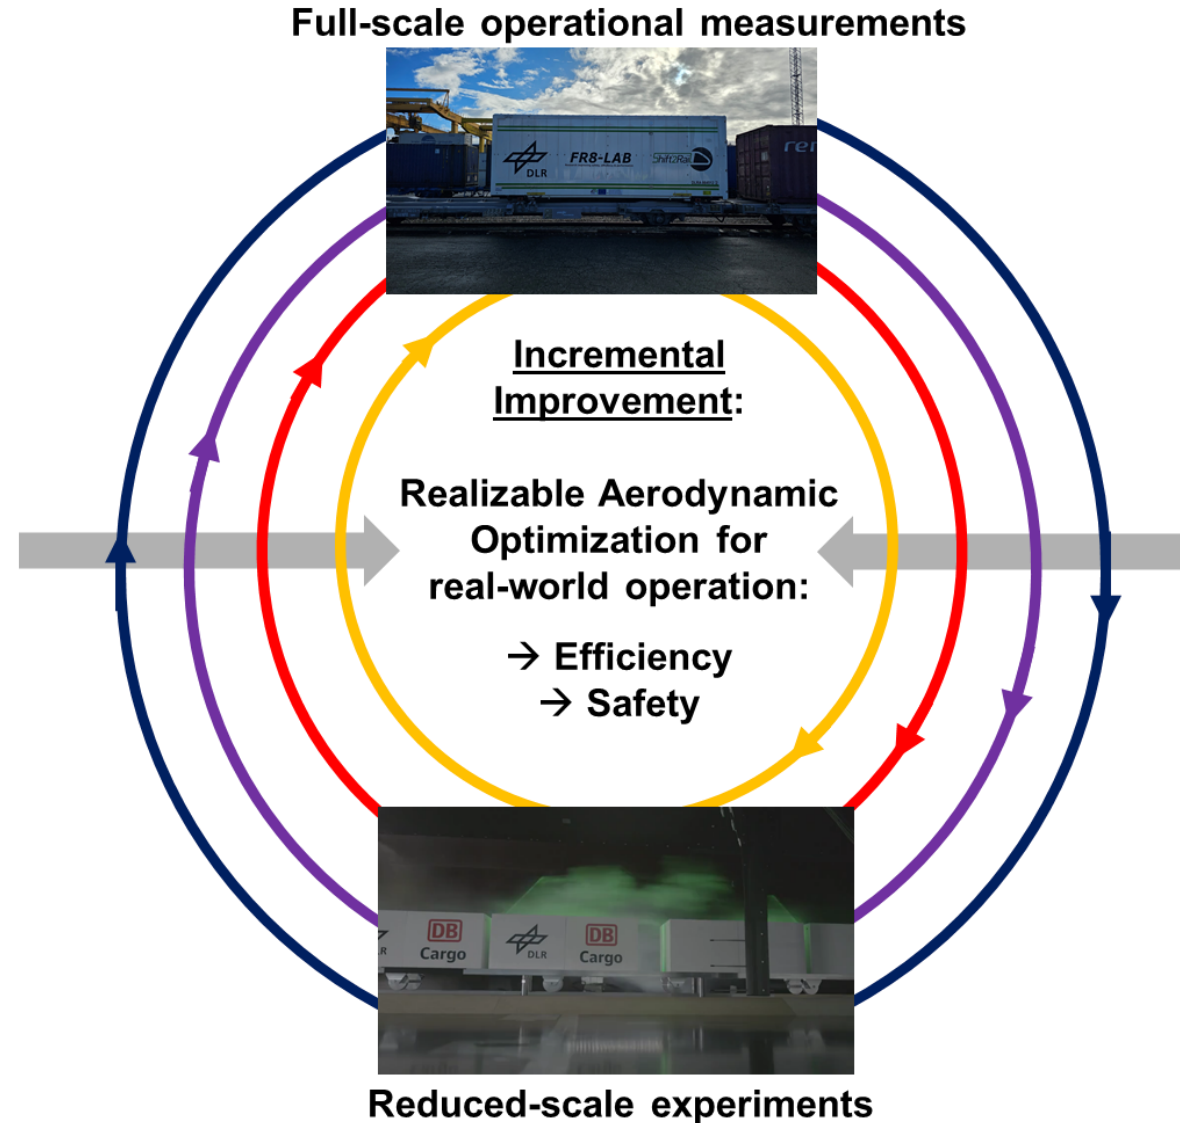 Full-scale operational measurements
DLR
FR8-LAB
Shift2Rail
ren
Incremental
Improvement:
Realizable Aerodynamic
Optimization for
real-world operation:
→ Efficiency
→ Safety
R
DB
Cargo
DLR
DB
Cargo
Reduced-scale experiments